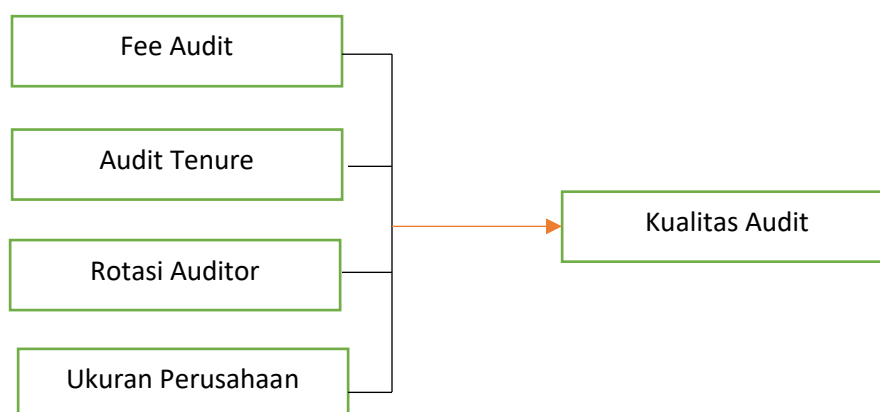 Fee Audit
Audit Tenure
Kualitas Audit
Rotasi Auditor
Ukuran Perusahaan